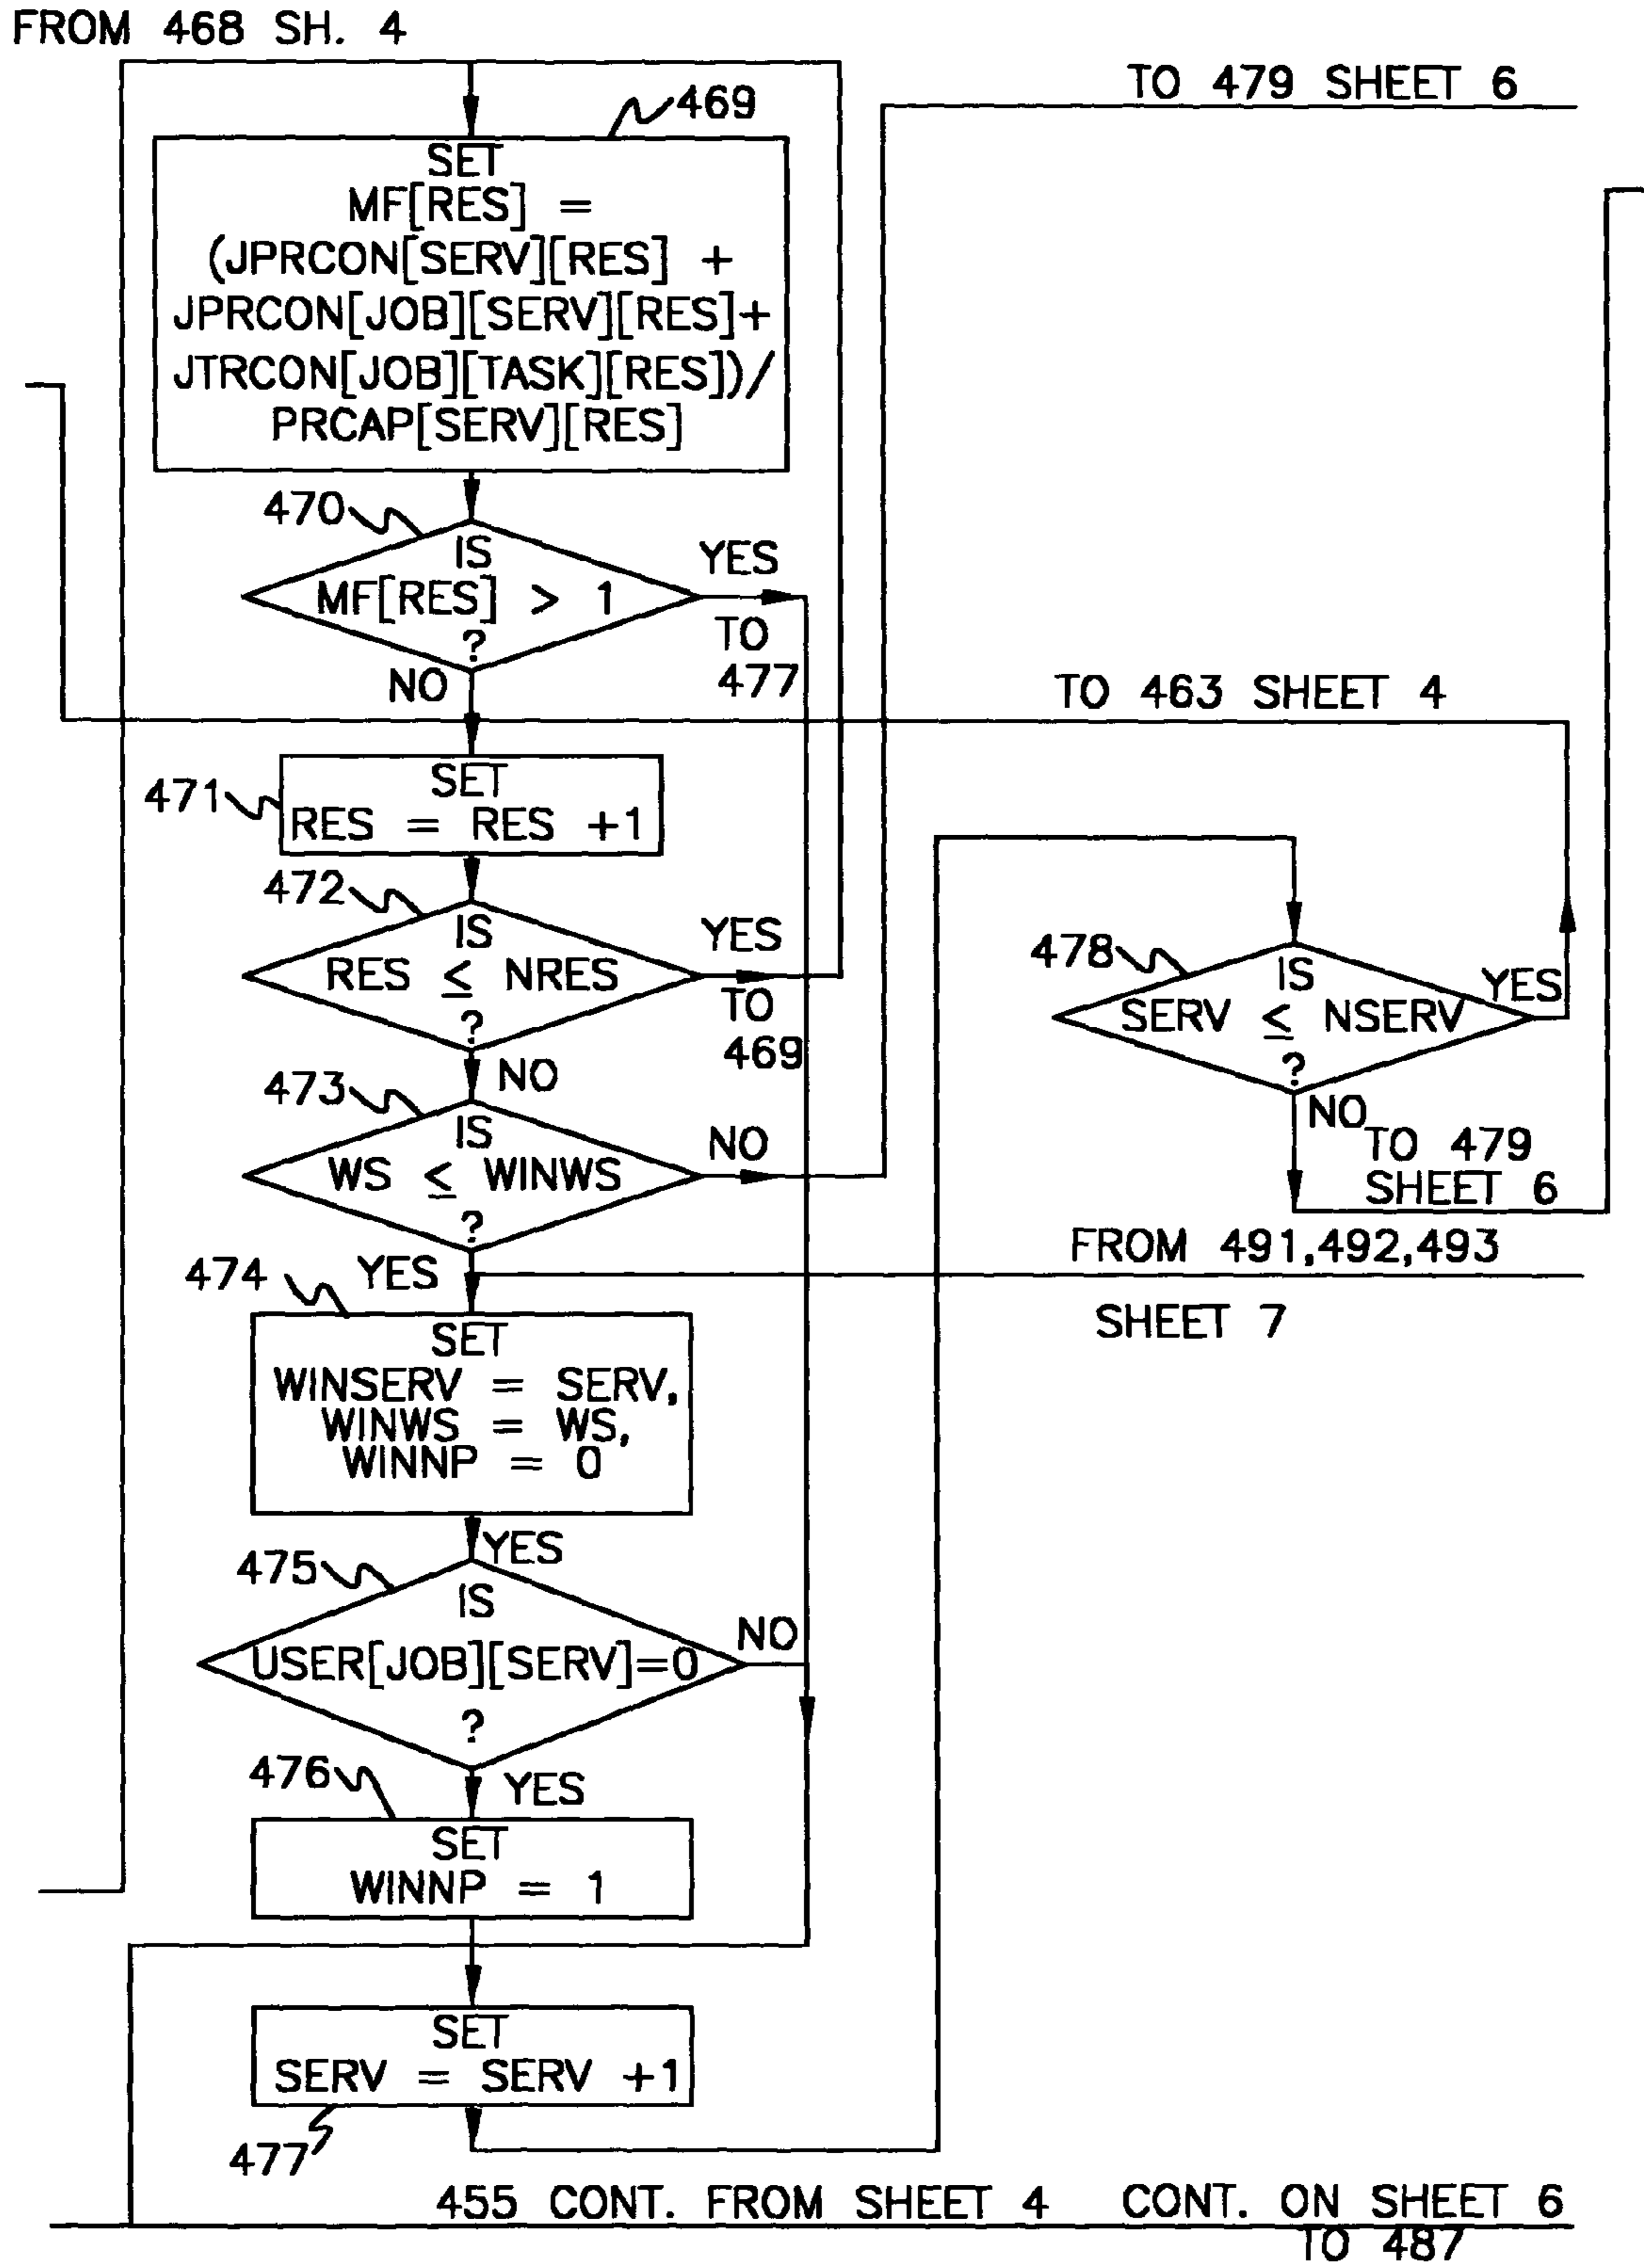 FROM 468 SH. 4
TO 479 SHEET 6
469
SET
MF[RES] =
(JPRCON[SERV][RES] +
JPRCON[JOB][SERV][RES]+
JTRCON[JOB][TASK][RES])/
PRCAP[SERV][RES]
470
IS
MF[RES] > 1
?
YES
TO
477
NO
TO 463 SHEET 4
471
SET
RES = RES +1
472
IS
RES ≤ NRES
?
YES
TO
469
NO
478
IS
SERV ≤ NSERV
?
YES
NO
TO 479
SHEET 6
473
IS
WS ≤ WINWS
?
NO
YES
FROM 491,492,493
SHEET 7
474
SET
WINSERV = SERV,
WINWS = WS,
WINNP = 0
YES
475
IS
USER[JOB][SERV]=0
?
NO
YES
476
SET
WINNP = 1
SET
SERV = SERV +1
477
455 CONT. FROM SHEET 4 CONT. ON SHEET 6
TO 487